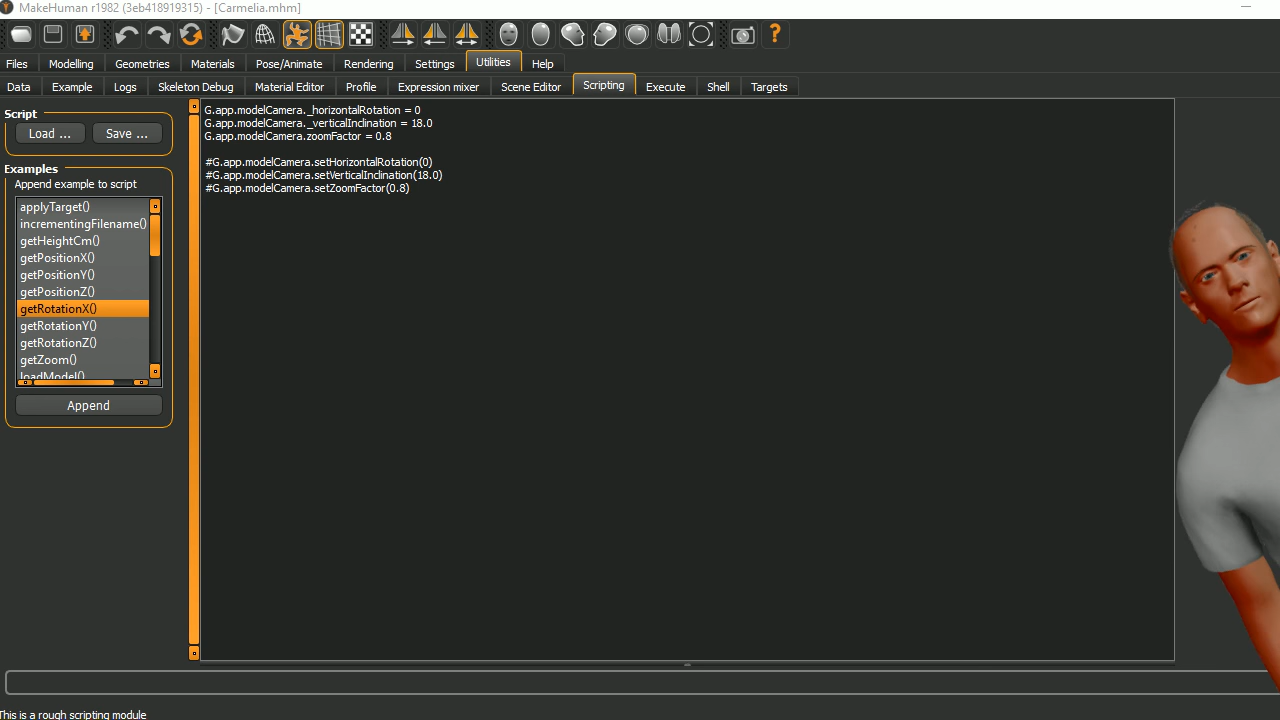 MakeHuman r1982 (3eb418919315) - [Carmelia.mhm]
Files Modelling Geometries Materials Pose/Animate Rendering Settings Utilities Help
Data Example Logs Skeleton Debug Material Editor Profile Expression mixer Scene Editor Scripting Execute Shell Targets
Script
Load ... Save ...
Examples
Append example to script
applyTarget()
incrementingFilename()
getHeightCm()
getPositionX()
getPositionY()
getPositionZ()
getRotationX()
getRotationY()
getRotationZ()
getZoom()
loadModel()
Append
G.app.modelCamera._horizontalRotation = 0
G.app.modelCamera._verticalInclination = 18.0
G.app.modelCamera.zoomFactor = 0.8
#G.app.modelCamera.setHorizontalRotation(0)
#G.app.modelCamera.setVerticalInclination(18.0)
#G.app.modelCamera.setZoomFactor(0.8)
This is a rough scripting module